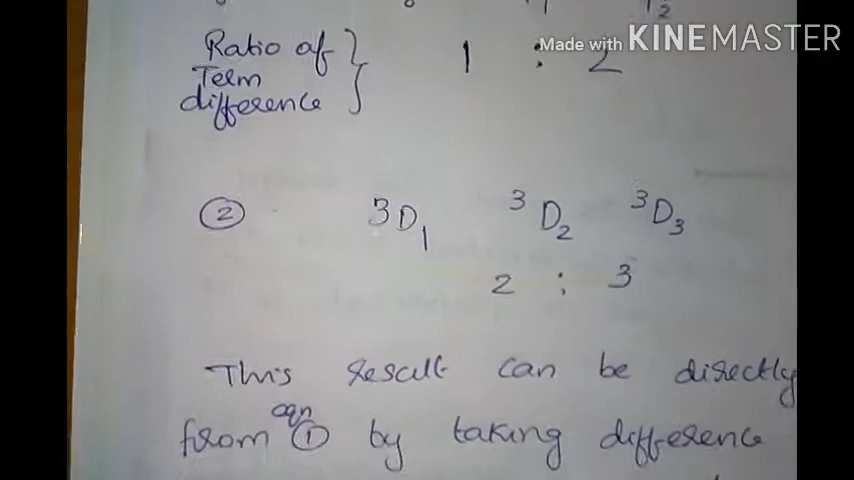 Ratio of
Term
difference } 1 : 2
Made with KINEMASTER
② ³D₁ ³D₂ ³D₃
2 : 3
This result can be directly
from eqn ① by taking difference